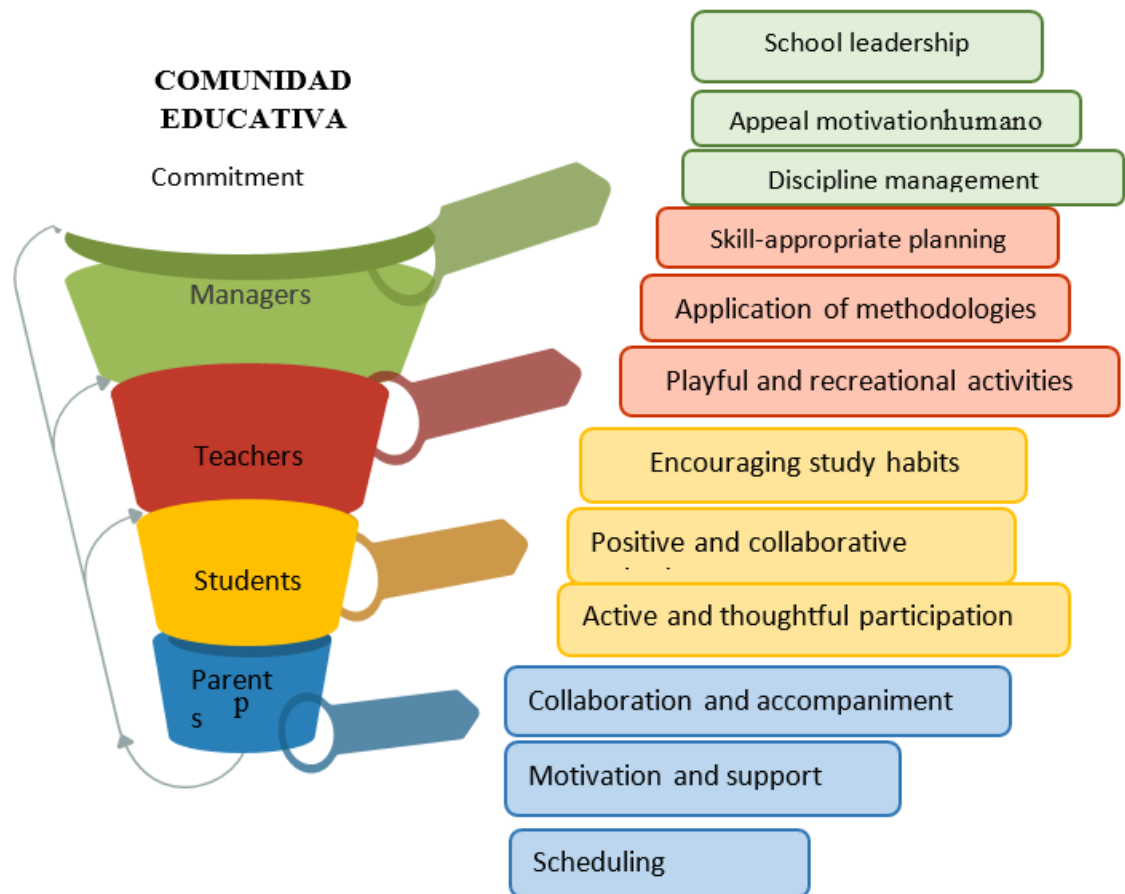 COMUNIDAD
EDUCATIVA
Commitment
Managers
Teachers
Students
Parent
s p
School leadership
Appeal motivationhumano
Discipline management
Skill-appropriate planning
Application of methodologies
Playful and recreational activities
Encouraging study habits
Positive and collaborative
Active and thoughtful participation
Collaboration and accompaniment
Motivation and support
Scheduling